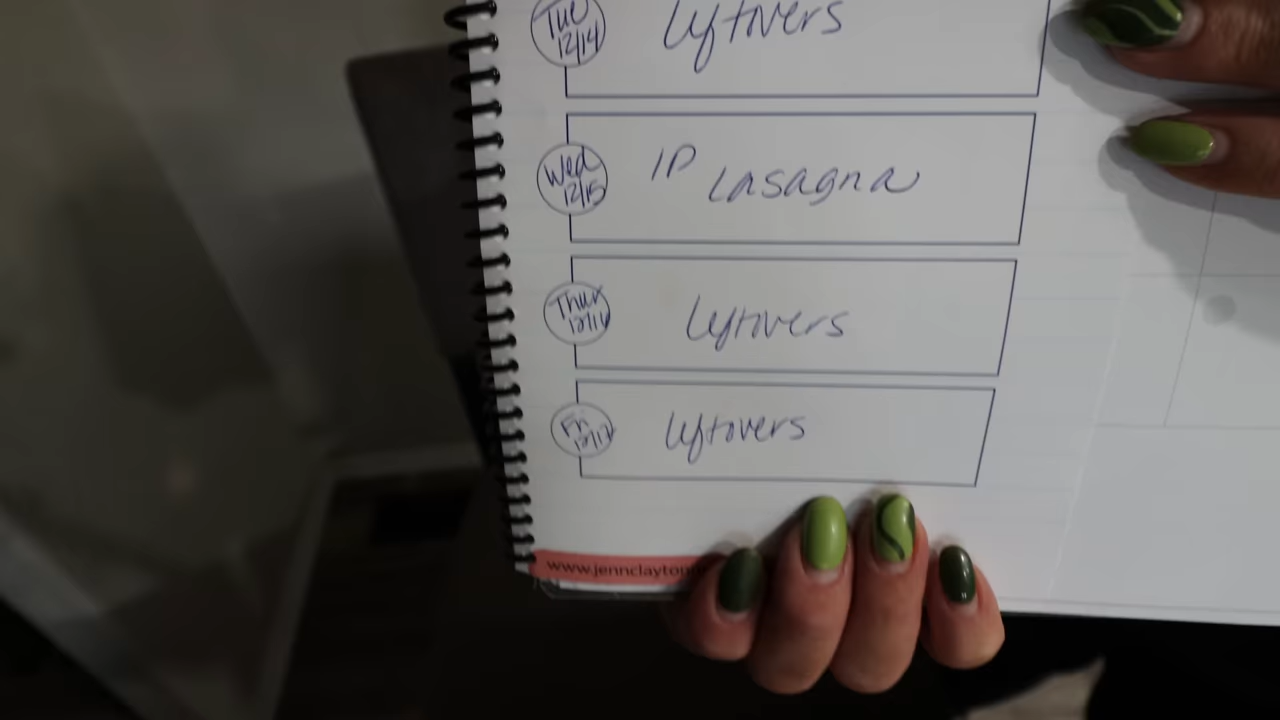 Tue
12/14
Leftovers
Wed
12/15
IP Lasagna
Thur
12/16
Leftovers
Fri
12/17
Leftovers
www.jennclayton